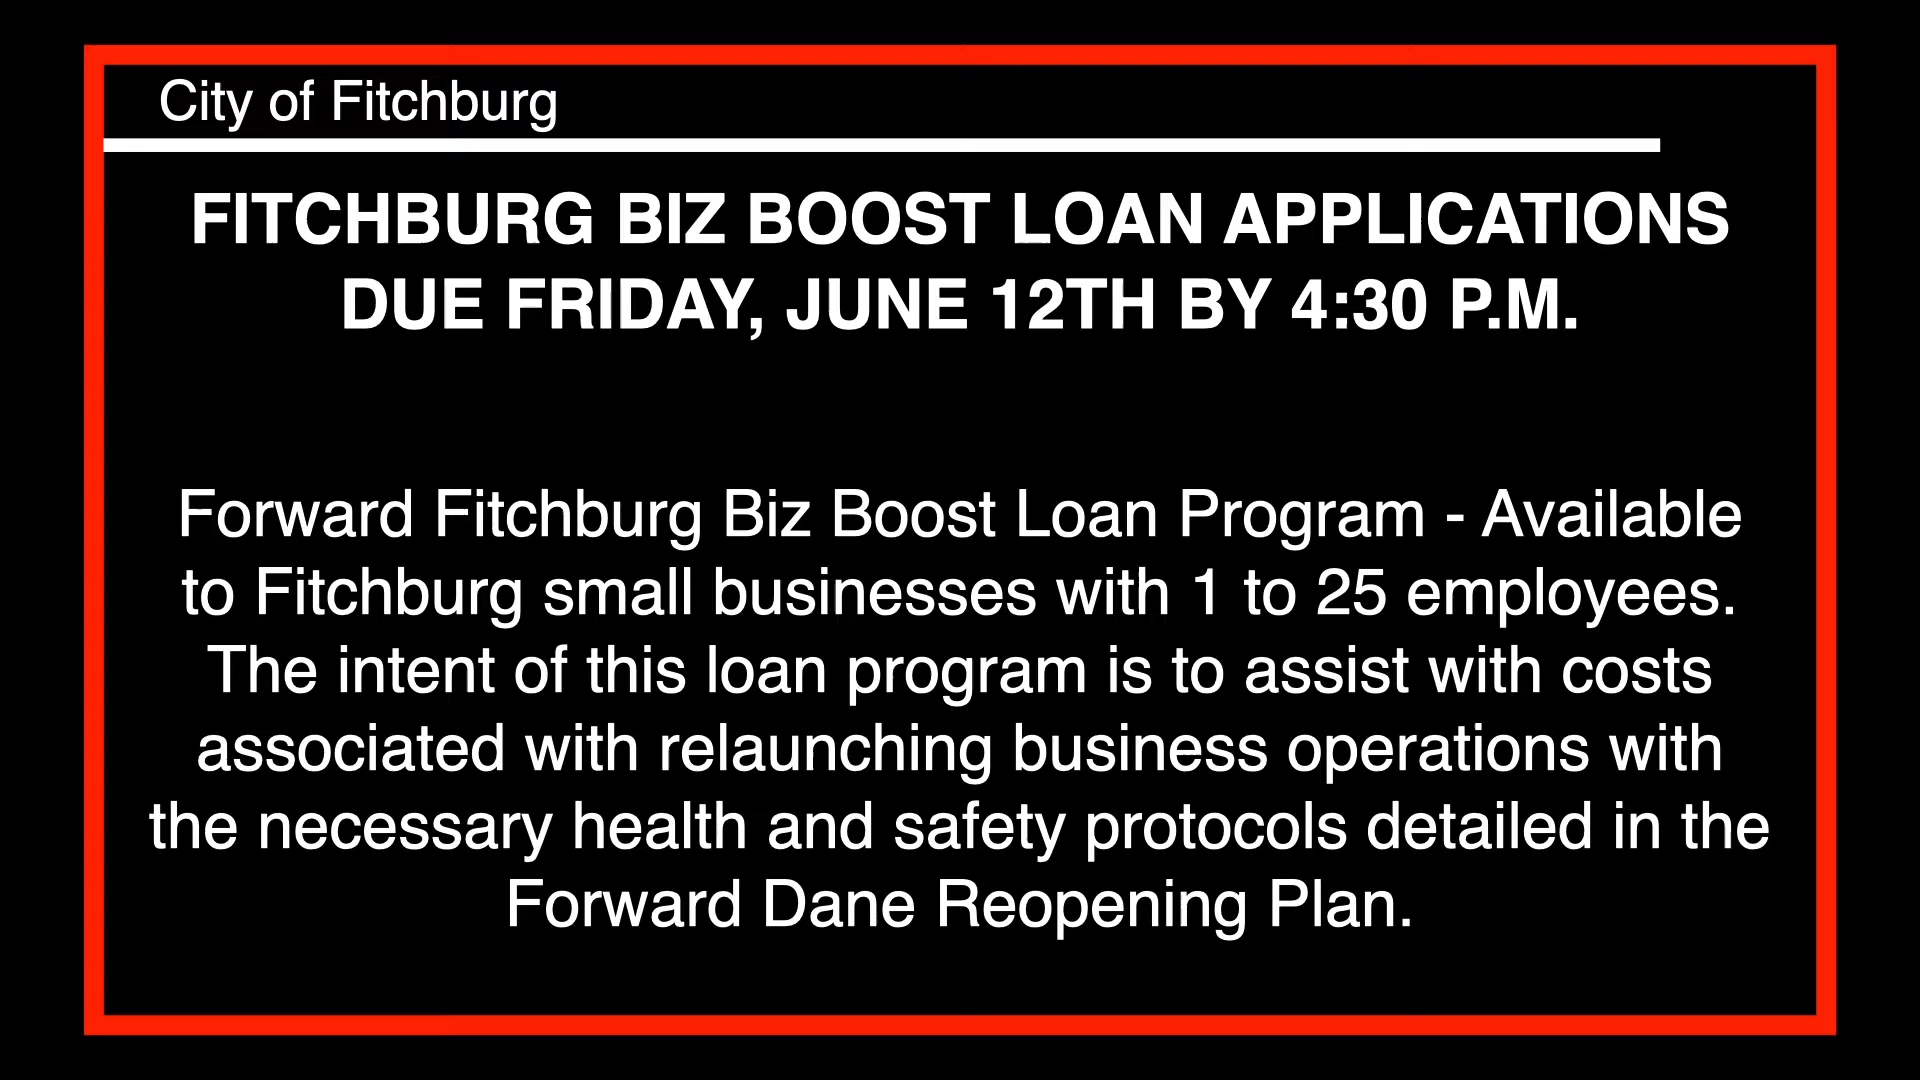 City of Fitchburg
FITCHBURG BIZ BOOST LOAN APPLICATIONS
DUE FRIDAY, JUNE 12TH BY 4:30 P.M.
Forward Fitchburg Biz Boost Loan Program - Available
to Fitchburg small businesses with 1 to 25 employees.
The intent of this loan program is to assist with costs
associated with relaunching business operations with
the necessary health and safety protocols detailed in the
Forward Dane Reopening Plan.